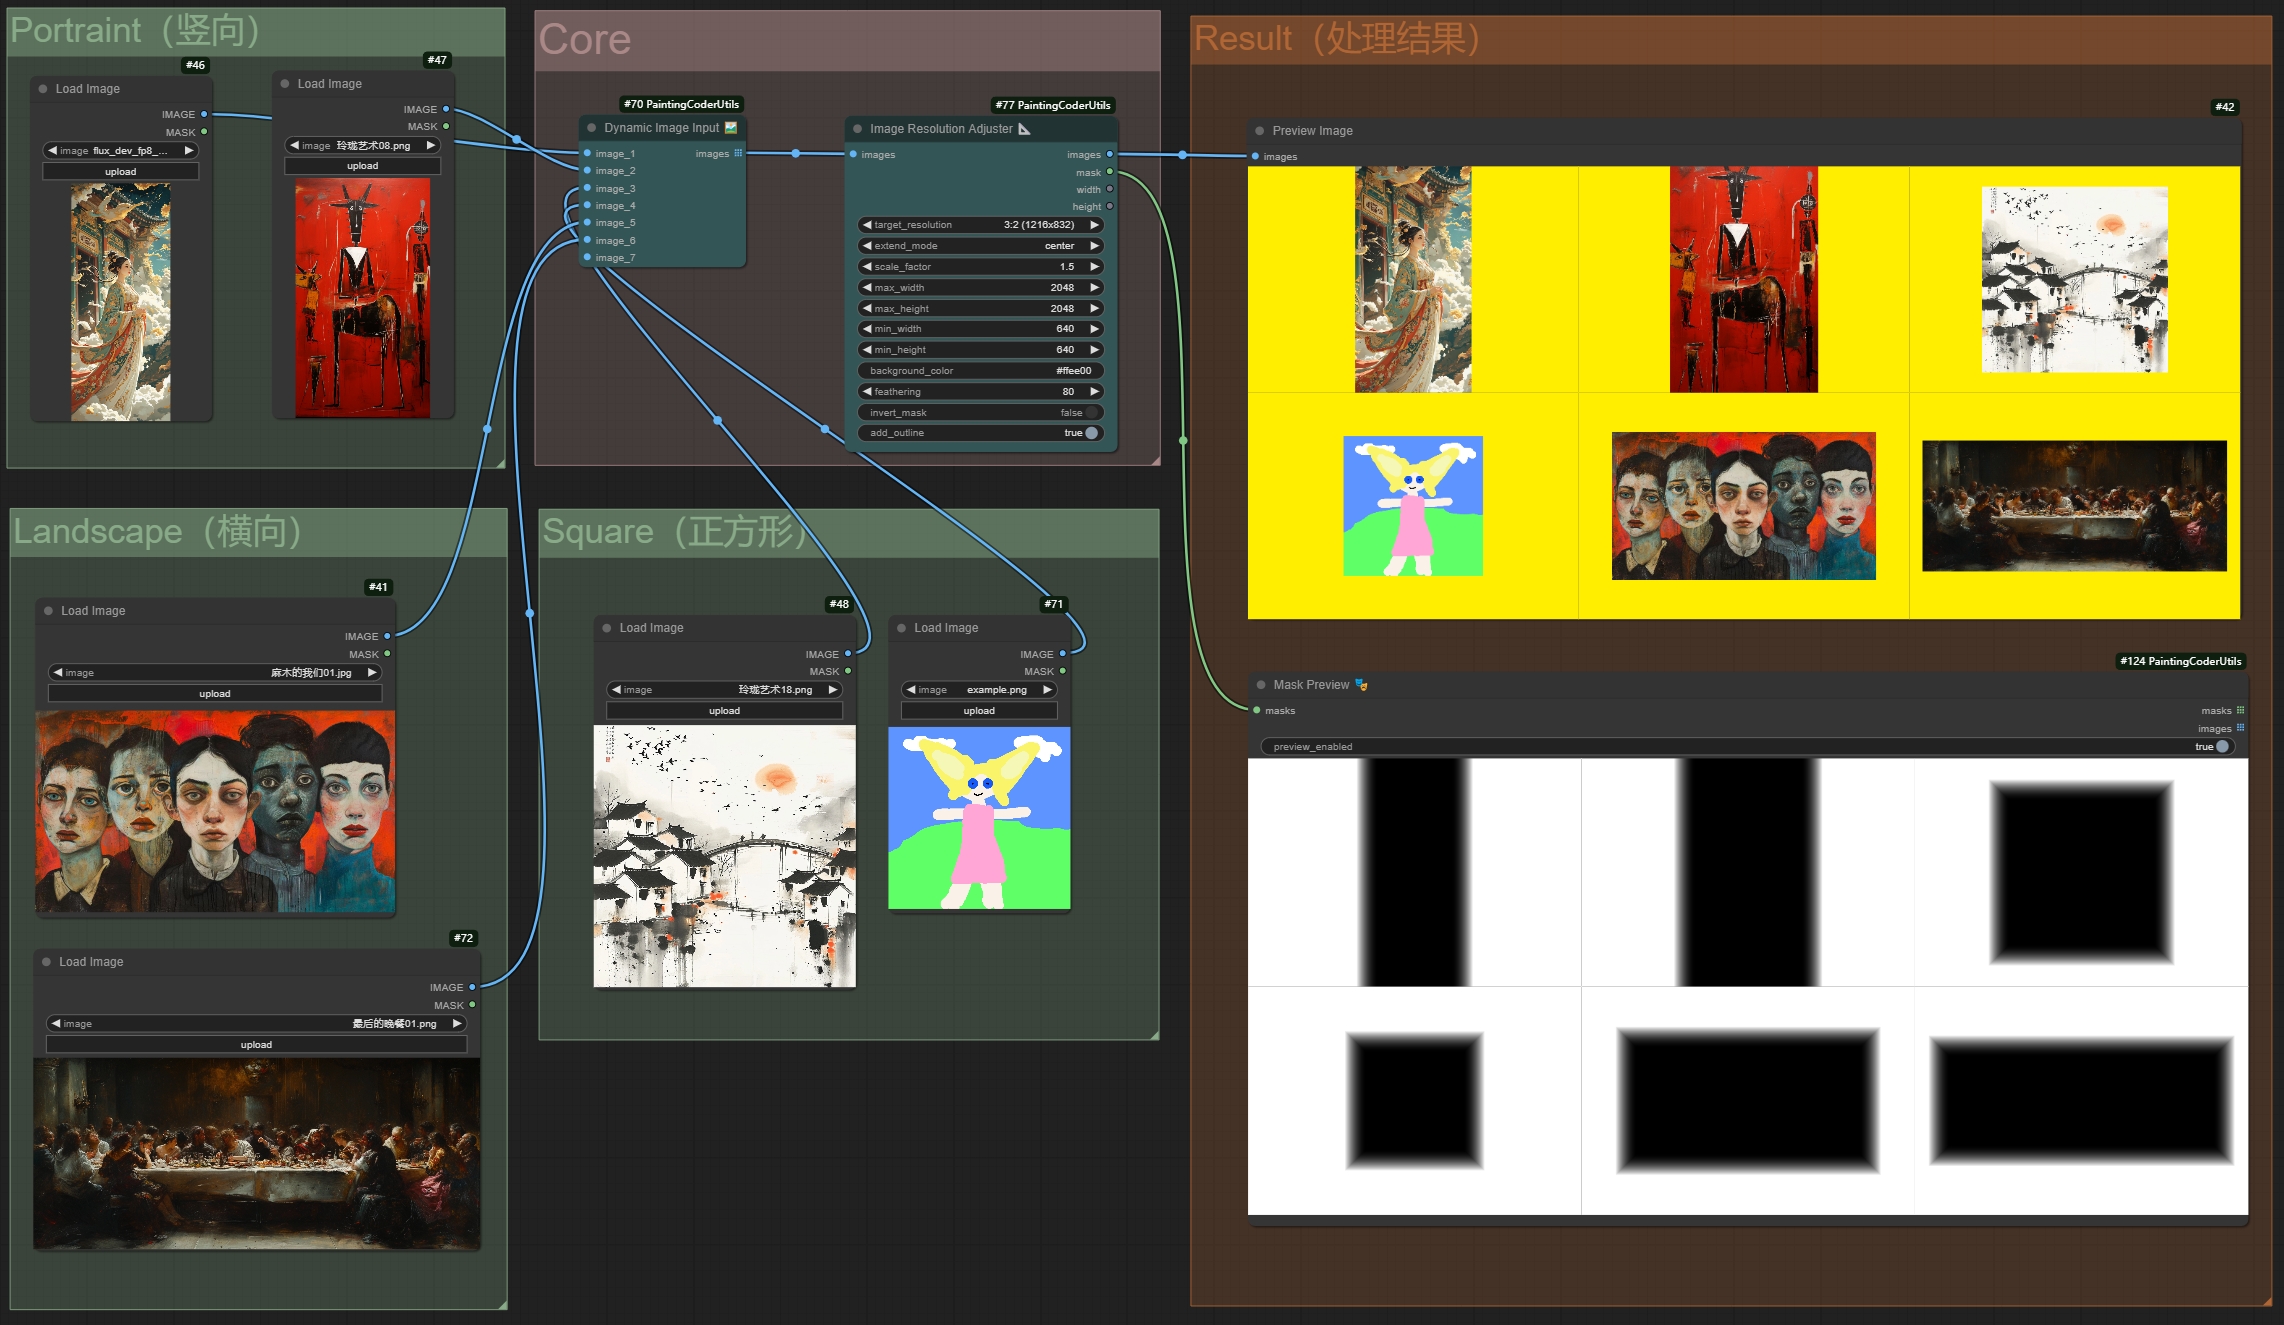 Portraint（竖向）
#46
Load Image
IMAGE
MASK
image flux_dev_fp8_...
upload
#47
Load Image
IMAGE
MASK
image 玲珑艺术08.png
upload
Core
#70 PaintingCoderUtils
Dynamic Image Input
image_1 images
image_2
image_3
image_4
image_5
image_6
image_7
#77 PaintingCoderUtils
Image Resolution Adjuster
images images
mask
width
height
target_resolution 3:2 (1216x832)
extend_mode center
scale_factor 1.5
max_width 2048
max_height 2048
min_width 640
min_height 640
background_color #ffee00
feathering 80
invert_mask false
add_outline true
Landscape（横向）
#41
Load Image
IMAGE
MASK
image 麻木的我们01.jpg
upload
#72
Load Image
IMAGE
MASK
image 最后的晚餐01.png
upload
Square（正方形）
#48
Load Image
IMAGE
MASK
image 玲珑艺术18.png
upload
#71
Load Image
IMAGE
MASK
image example.png
upload
Result（处理结果）
#42
Preview Image
images
#124 PaintingCoderUtils
Mask Preview
masks masks
images
preview_enabled true